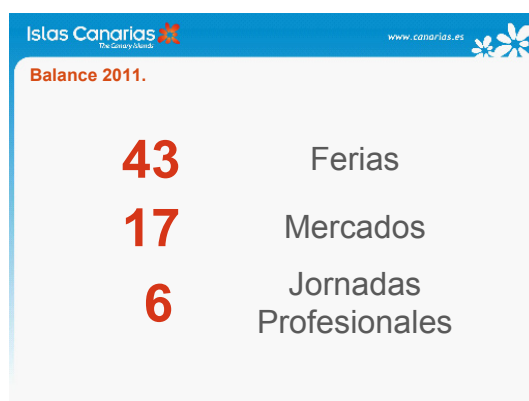 Islas Canarias
The Canary Islands
www.canarias.es
Balance 2011.
43 Ferias
17 Mercados
6 Jornadas
Profesionales